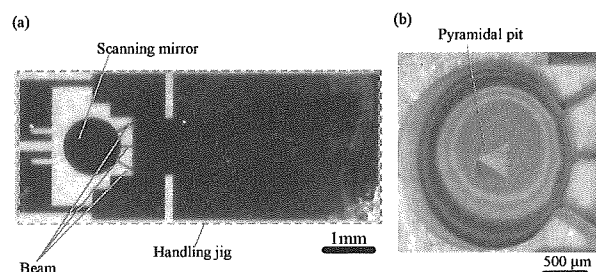 (a)
Scanning mirror
Beam
Handling jig
1mm
(b)
Pyramidal pit
500 μm